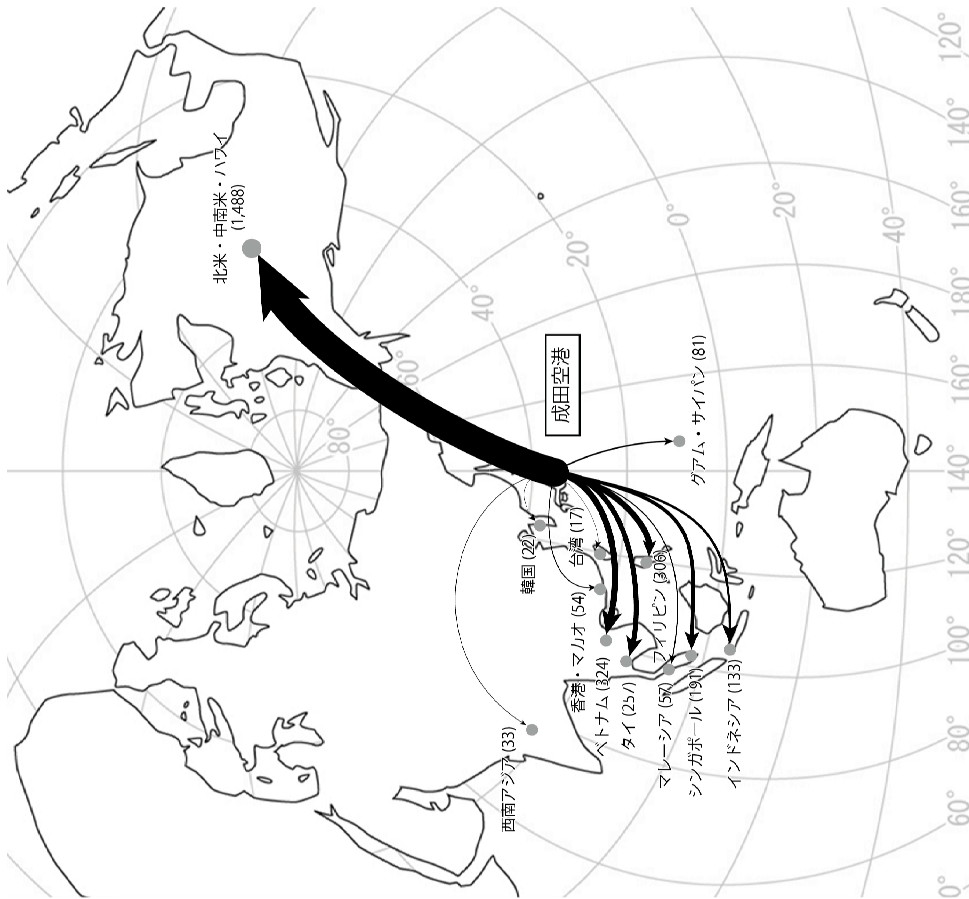 北米・中南米・ハワイ
(1,488)
成田空港
グアム・サイパン (81)
韓国 (22)
台湾 (17)
香港・マカオ (54)
フィリピン (306)
ベトナム (324)
タイ (257)
マレーシア (57)
シンガポール (191)
インドネシア (133)
西南アジア (33)
80°
60°
40°
20°
0°
20°
40°
120°
140°
160°
180°
160°
140°
120°
100°
80°
60°
0°